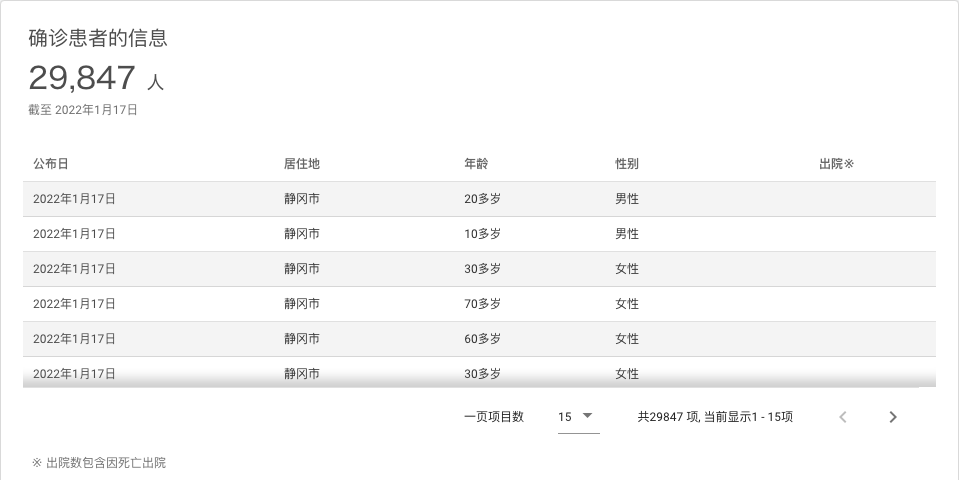 确诊患者的信息
29,847 人
截至 2022年1月17日
公布日 居住地 年龄 性别 出院※
2022年1月17日 静冈市 20多岁 男性
2022年1月17日 静冈市 10多岁 男性
2022年1月17日 静冈市 30多岁 女性
2022年1月17日 静冈市 70多岁 女性
2022年1月17日 静冈市 60多岁 女性
2022年1月17日 静冈市 30多岁 女性
一页项目数 15 共29847 项, 当前显示1 - 15项
※ 出院数包含因死亡出院